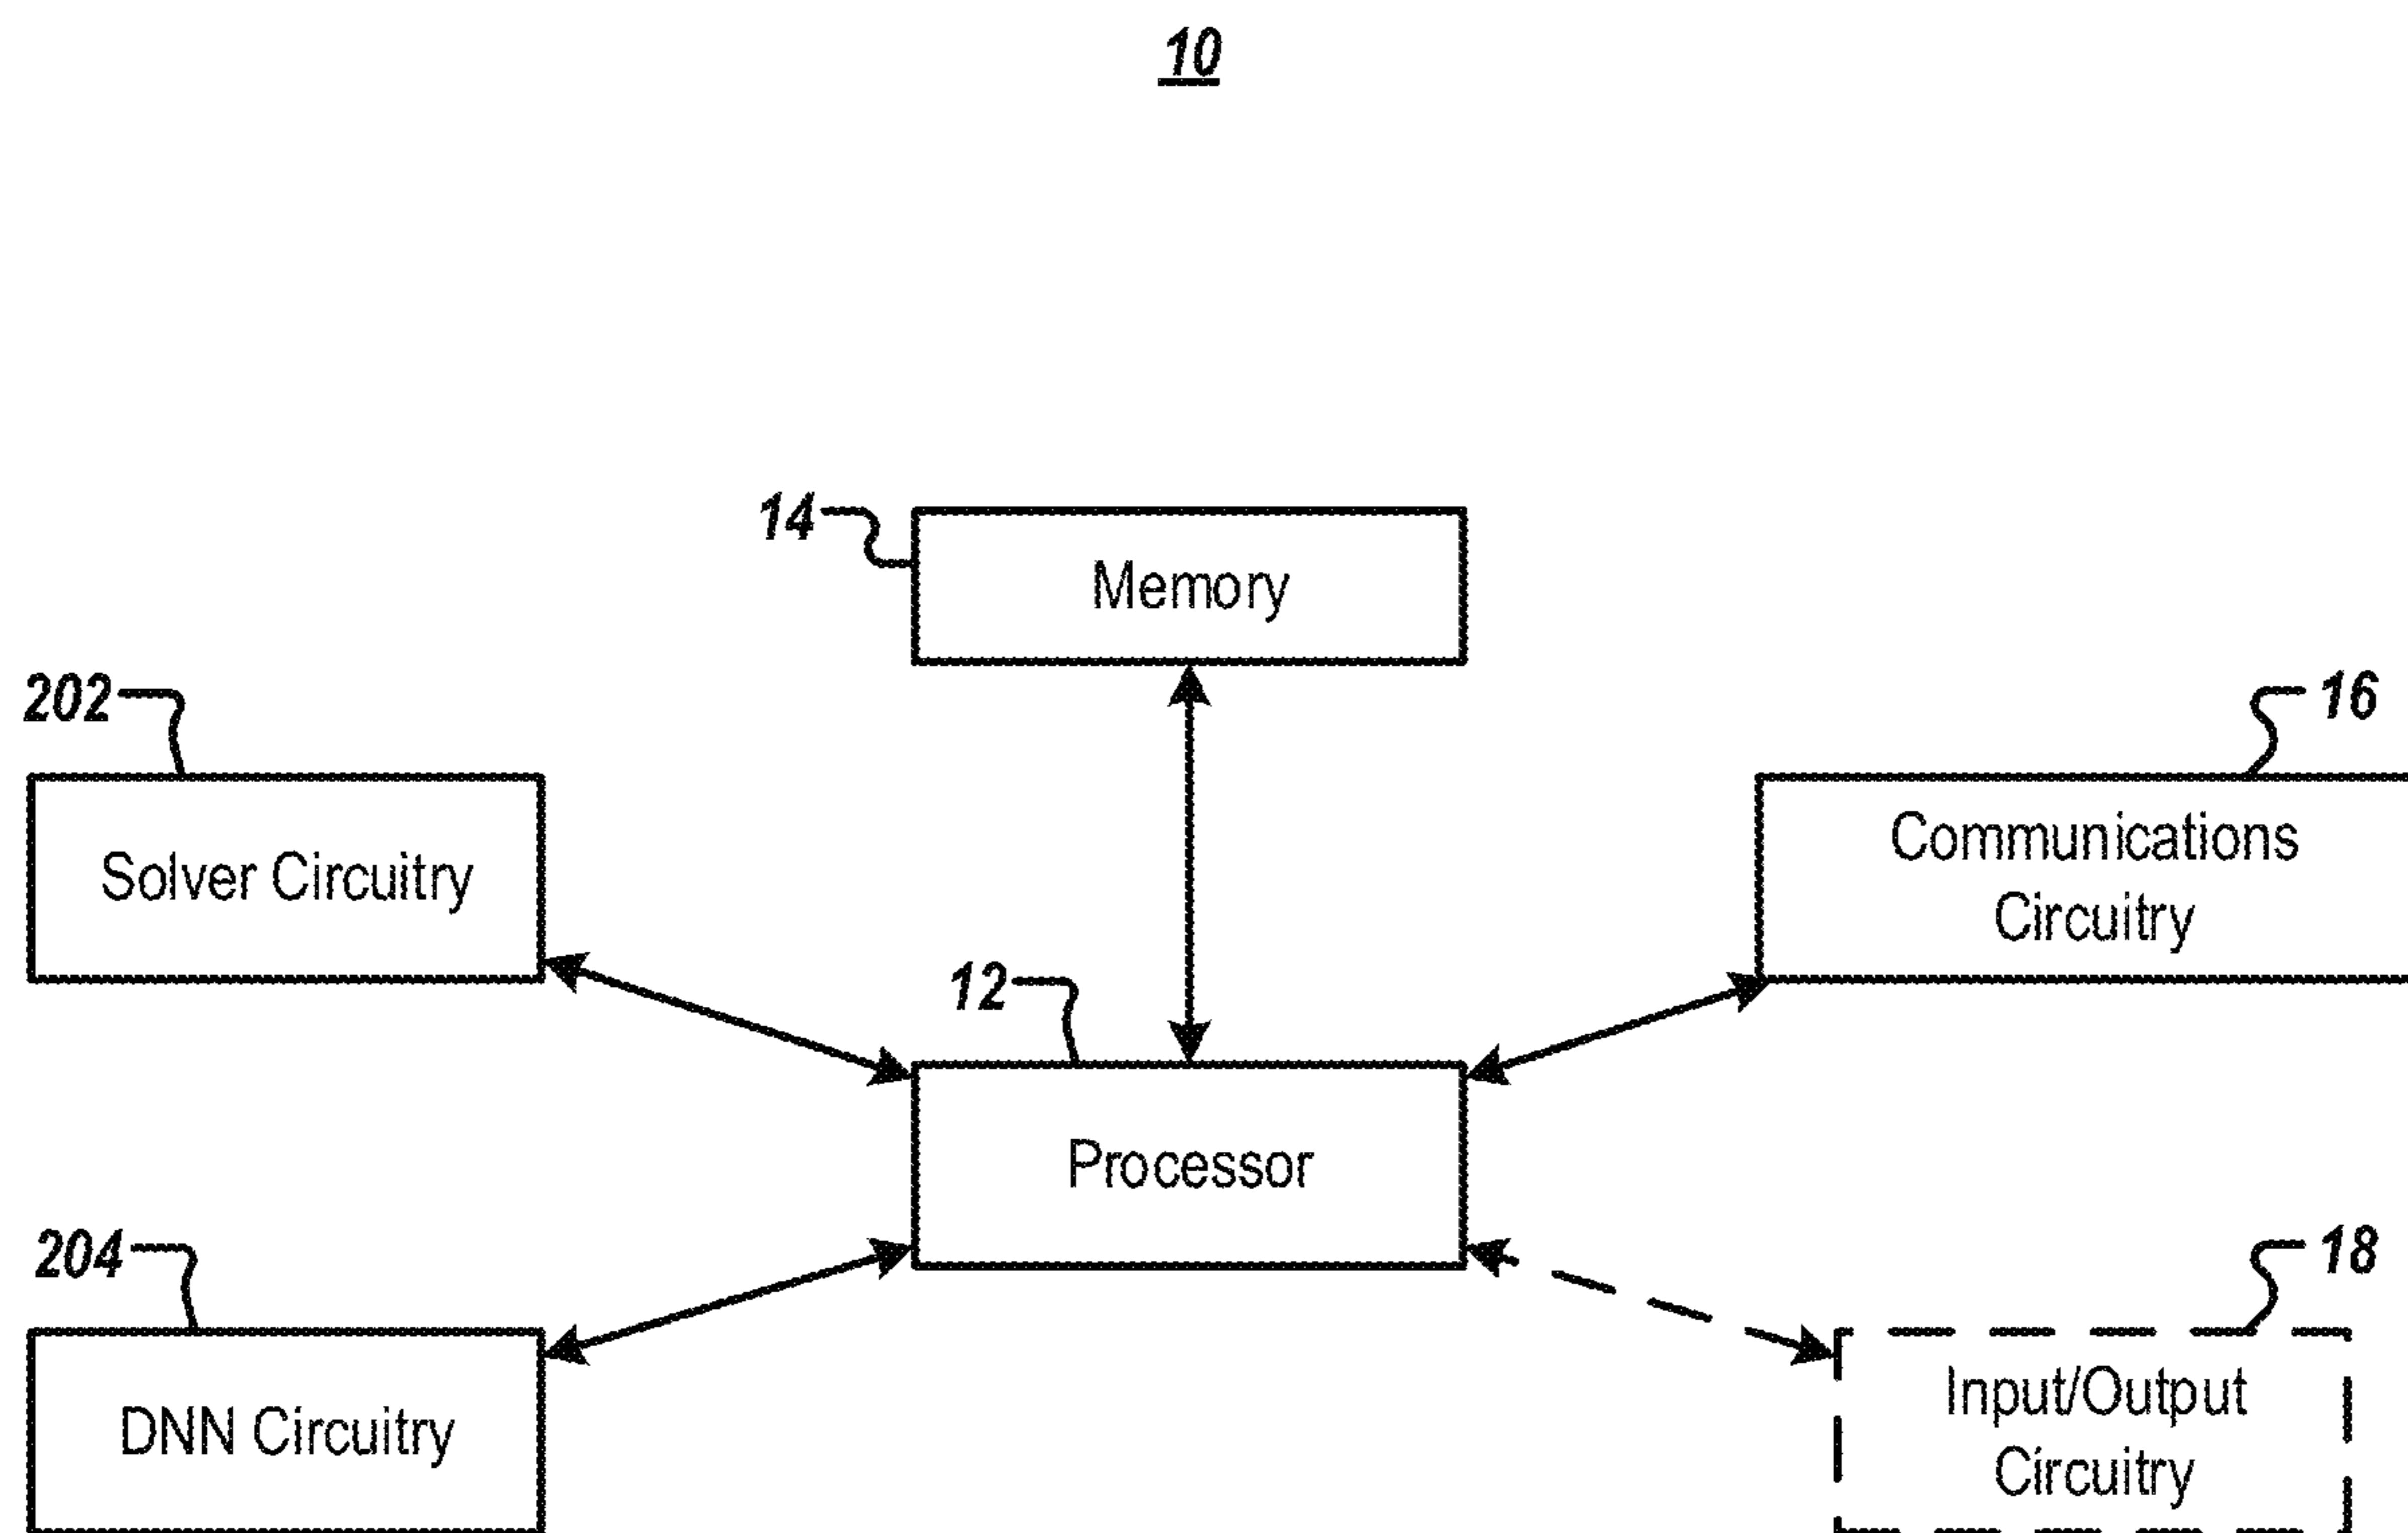 10
14
Memory
202
16
Solver Circuitry
Communications
Circuitry
12
Processor
204
18
DNN Circuitry
Input/Output
Circuitry